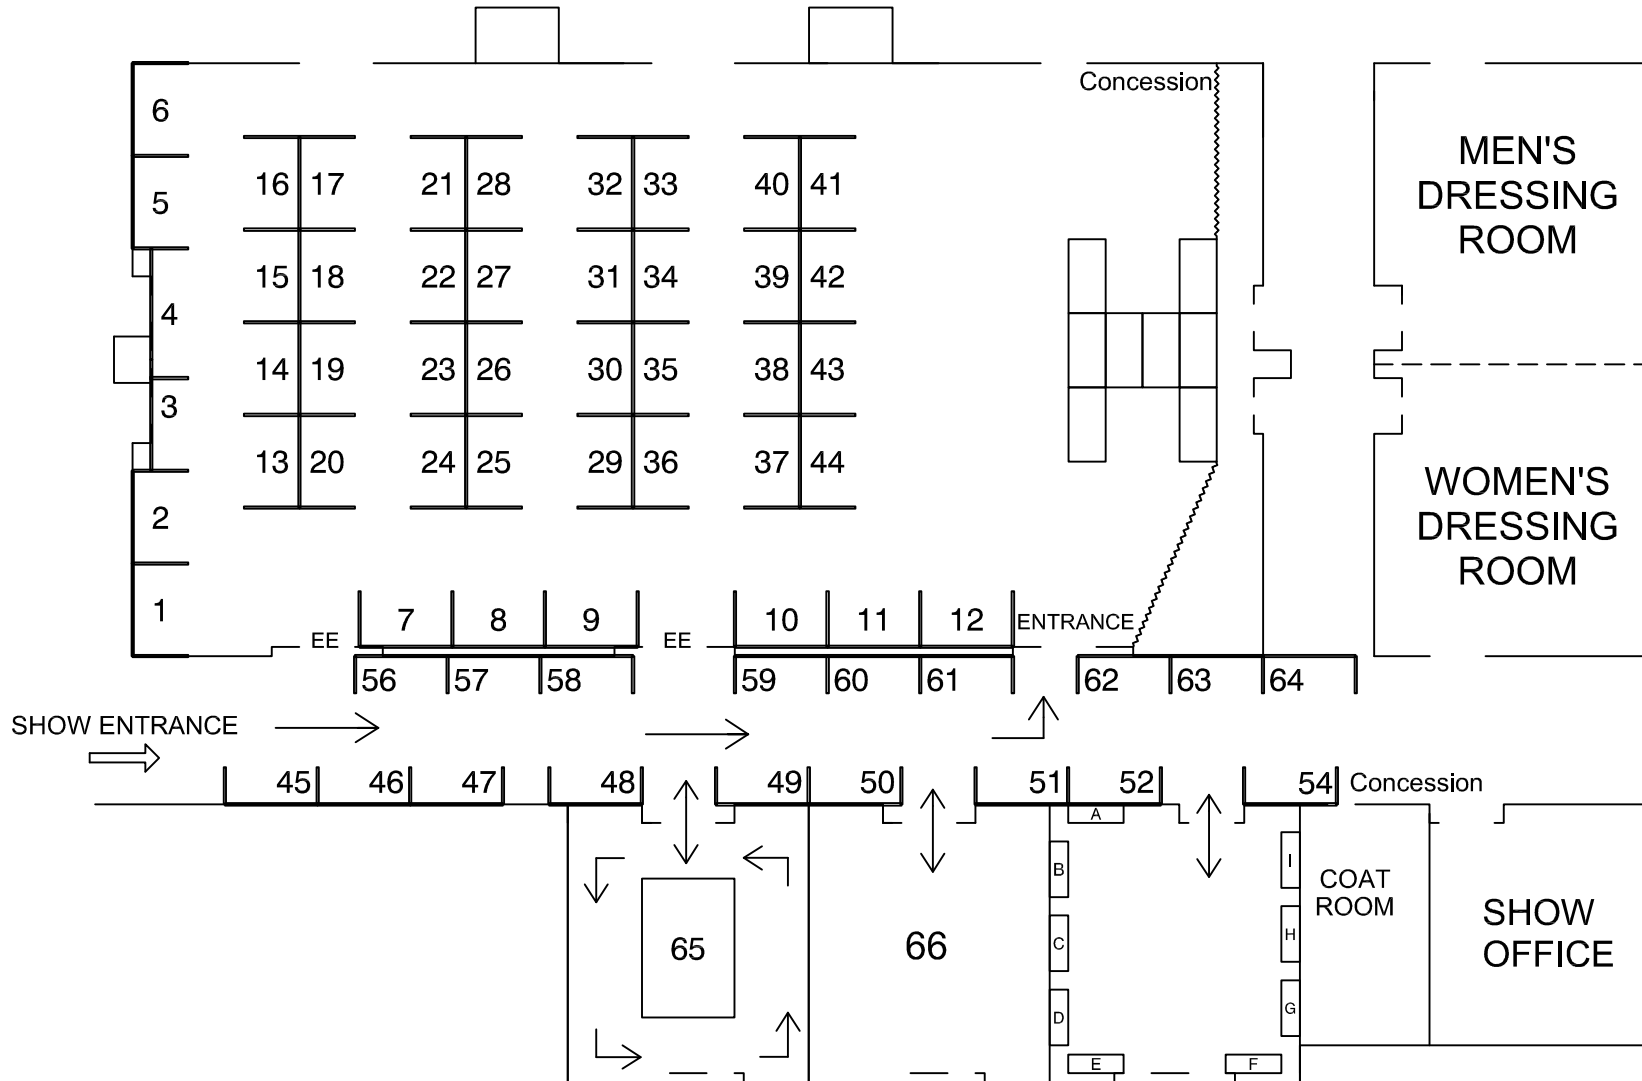 Concession
6
MEN'S
DRESSING
ROOM
16 17 21 28 32 33 40 41
5
15 18 22 27 31 34 39 42
4
14 19 23 26 30 35 38 43
3
13 20 24 25 29 36 37 44
WOMEN'S
DRESSING
ROOM
2
1
7 8 9 10 11 12 ENTRANCE
EE EE
56 57 58 59 60 61 62 63 64
SHOW ENTRANCE
45 46 47 48 49 50 51 52 54 Concession
A
B
I
COAT
ROOM
SHOW
OFFICE
65
66
C
H
D
G
E
F